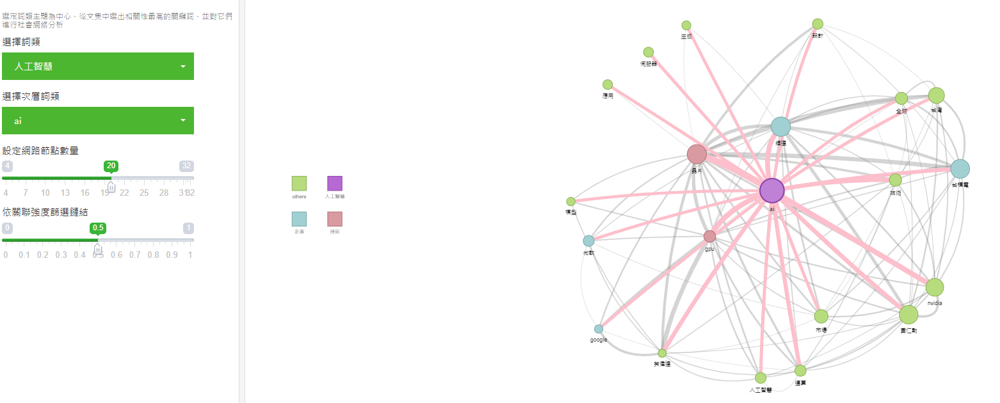 選定詞類主題為中心，從文集中選出相關性最高的關鍵詞，並對它們
進行社會網絡分析
選擇詞類
人工智慧
選擇次層詞類
ai
設定網路節點數量
4 20 32
4 7 10 13 16 19 22 25 28 31 32
依關聯強度篩選鏈結
0 0.5 1
0 0.1 0.2 0.3 0.4 0.5 0.6 0.7 0.8 0.9 1
others 人工智慧
企業 技術
生成
設計
伺服器
應用
全球
台灣
輝達
晶片
台積電
技術
ai
模型
gpu
微軟
nvidia
市場
黃仁勳
google
英偉達
運算
人工智慧